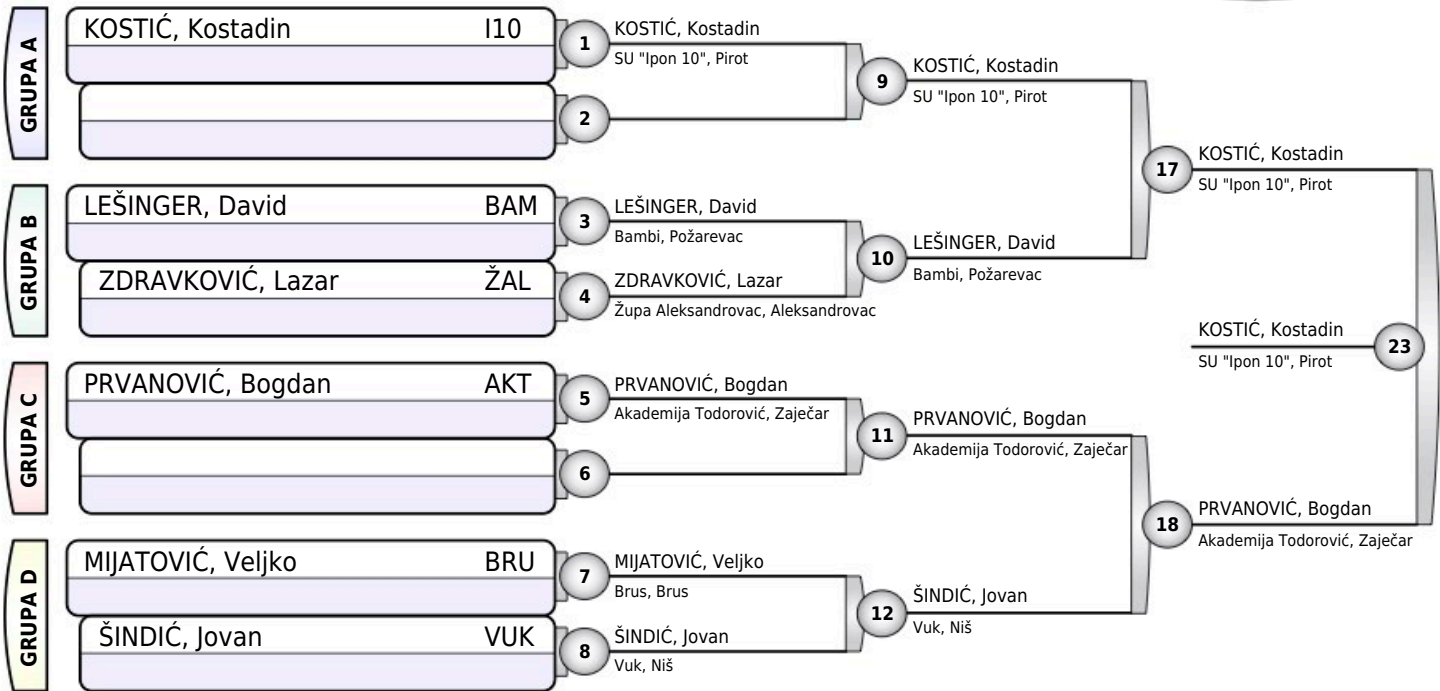 GRUPA A
KOSTIĆ, Kostadin I10
1
KOSTIĆ, Kostadin
SU "Ipon 10", Pirot
2
9
KOSTIĆ, Kostadin
SU "Ipon 10", Pirot
GRUPA B
LEŠINGER, David BAM
3
LEŠINGER, David
Bambi, Požarevac
ZDRAVKOVIĆ, Lazar ŽAL
4
ZDRAVKOVIĆ, Lazar
Župa Aleksandrovac, Aleksandrovac
10
LEŠINGER, David
Bambi, Požarevac
17
KOSTIĆ, Kostadin
SU "Ipon 10", Pirot
GRUPA C
PRVANOVIĆ, Bogdan AKT
5
PRVANOVIĆ, Bogdan
Akademija Todorović, Zaječar
6
11
PRVANOVIĆ, Bogdan
Akademija Todorović, Zaječar
GRUPA D
MIJATOVIĆ, Veljko BRU
7
MIJATOVIĆ, Veljko
Brus, Brus
ŠINDIĆ, Jovan VUK
8
ŠINDIĆ, Jovan
Vuk, Niš
12
ŠINDIĆ, Jovan
Vuk, Niš
18
PRVANOVIĆ, Bogdan
Akademija Todorović, Zaječar
KOSTIĆ, Kostadin
SU "Ipon 10", Pirot
23